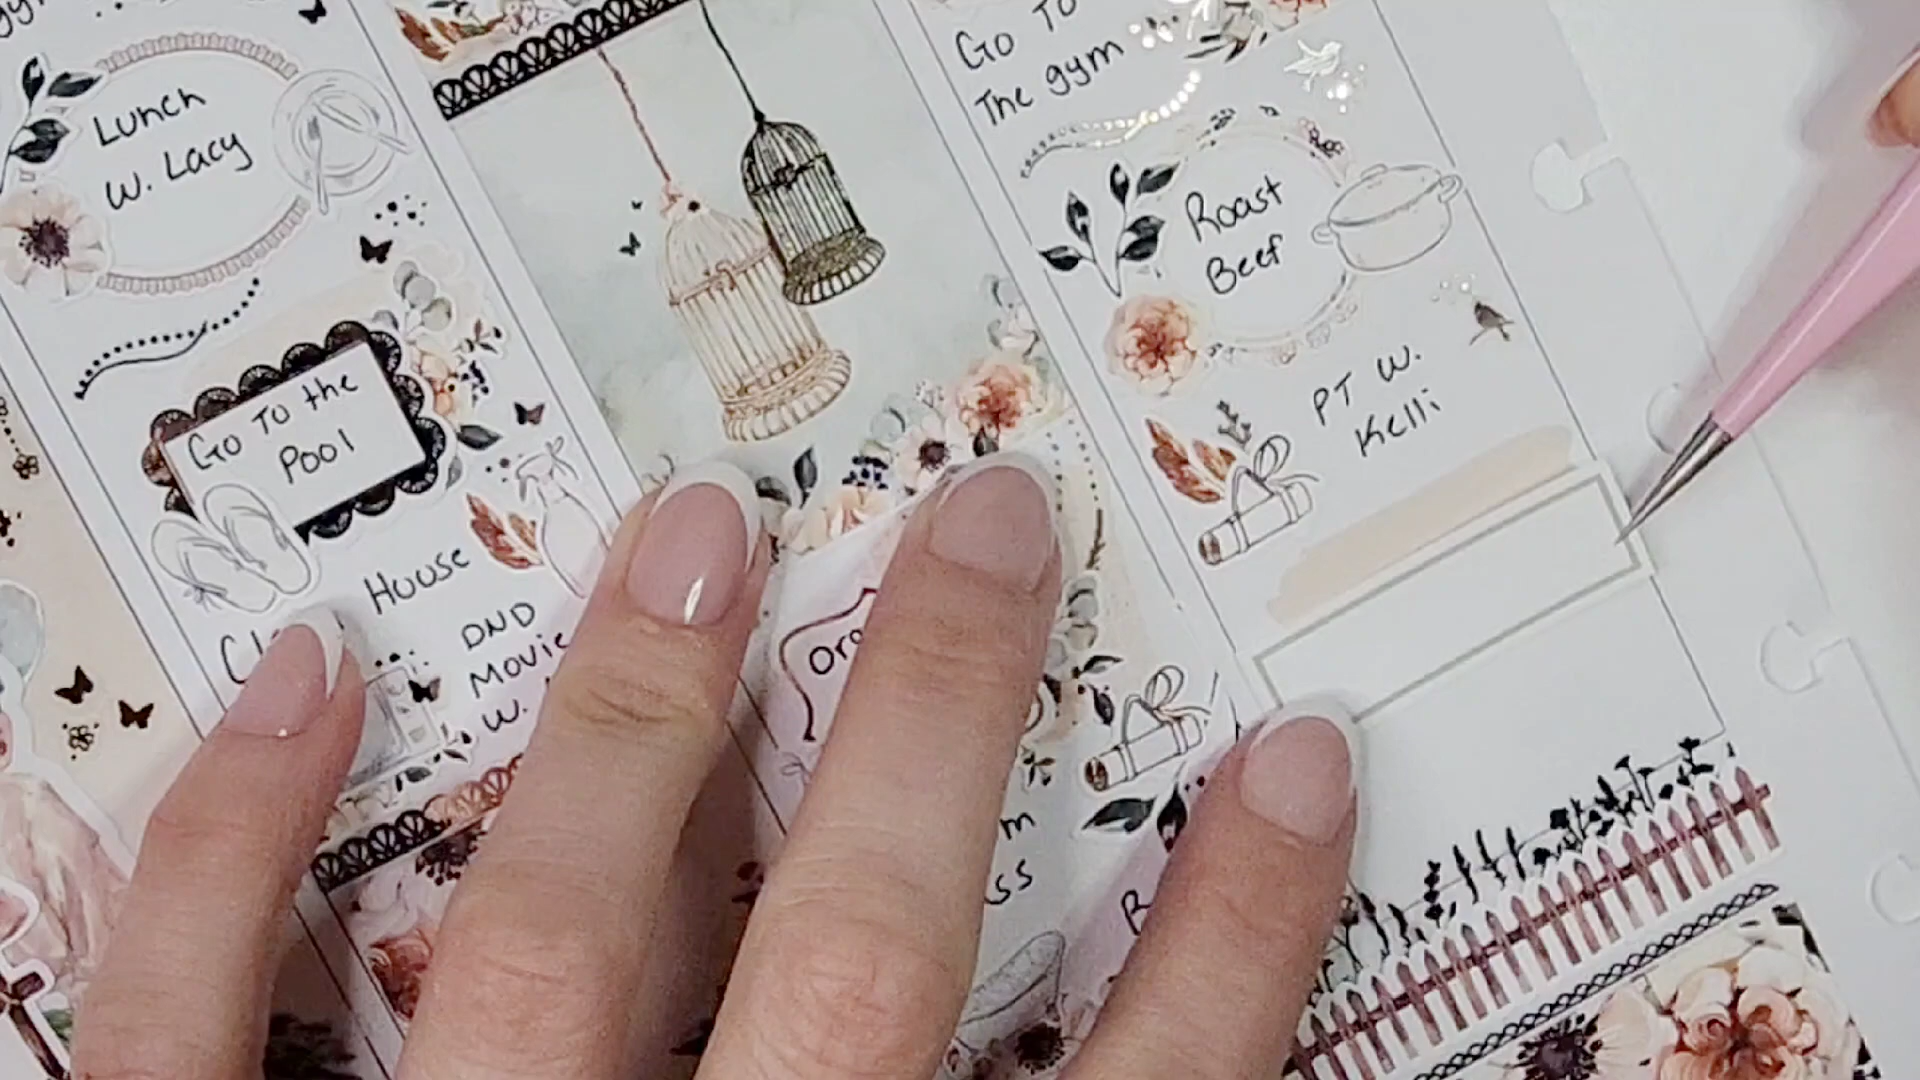 Lunch
w. Lacy
Go To the
Pool
House
DND
Movie
w.
Go To
The gym
Roast
Beef
PT w.
Kelli